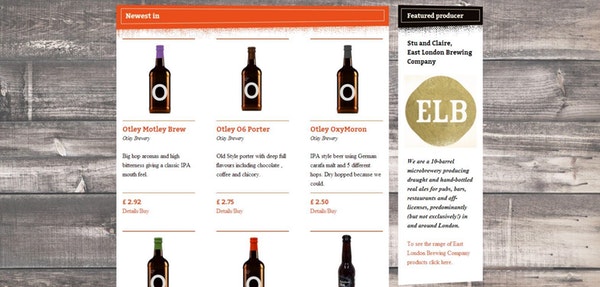 Newest in
Otley Motley Brew
Otley Brewery
Big hop aromas and high
bitterness giving a classic IPA
mouth feel.
£ 2.92
Details Buy
Otley O6 Porter
Otley Brewery
Old Style porter with deep full
flavours including chocolate ,
coffee and chicory.
£ 2.75
Details Buy
Otley OxyMoron
Otley Brewery
IPA style beer using German
carafa malt and 5 different
hops. Dry hopped because we
could.
£ 2.50
Details Buy
Featured producer
Stu and Claire,
East London Brewing
Company
ELB
We are a 10-barrel
microbrewery producing
draught and hand-bottled
real ales for pubs, bars,
restaurants and off-
licenses, predominantly
(but not exclusively!) in
and around London.
To see the range of East
London Brewing Company
products click here.